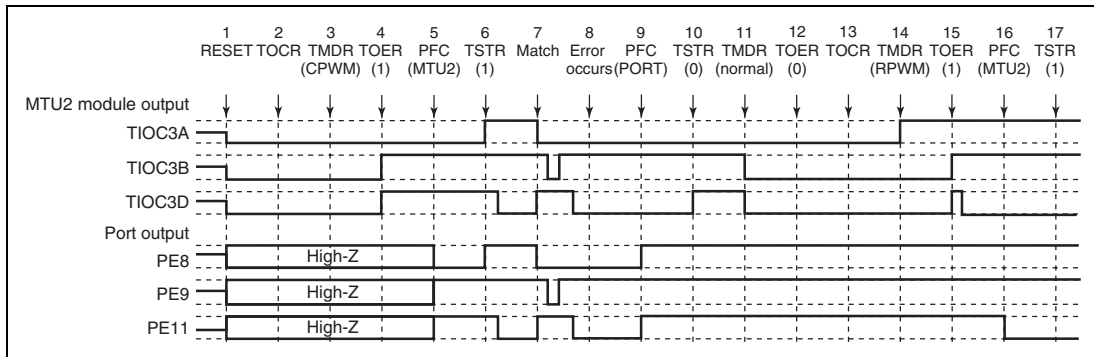 1 2 3 4 5 6 7 8 9 10 11 12 13 14 15 16 17
RESET TOCR TMDR TOER PFC TSTR Match Error PFC TSTR TMDR TOER TOCR TMDR TOER PFC TSTR
(CPWM) (1) (MTU2) (1) occurs (PORT) (0) (normal) (0) (RPWM) (1) (MTU2) (1)
MTU2 module output
TIOC3A
TIOC3B
TIOC3D
Port output
PE8 High-Z
PE9 High-Z
PE11 High-Z